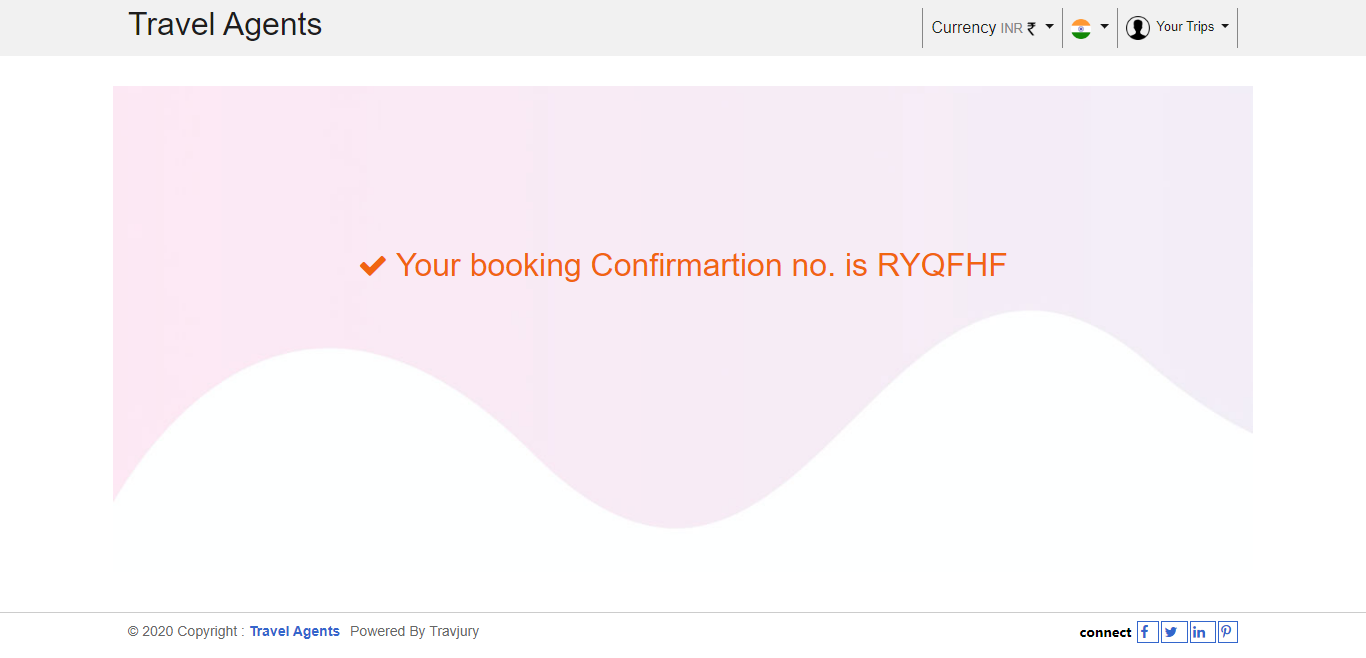 Travel Agents
Currency INR ₹
Your Trips
Your booking Confirmartion no. is RYQFHF
© 2020 Copyright : Travel Agents Powered By Travjury
connect